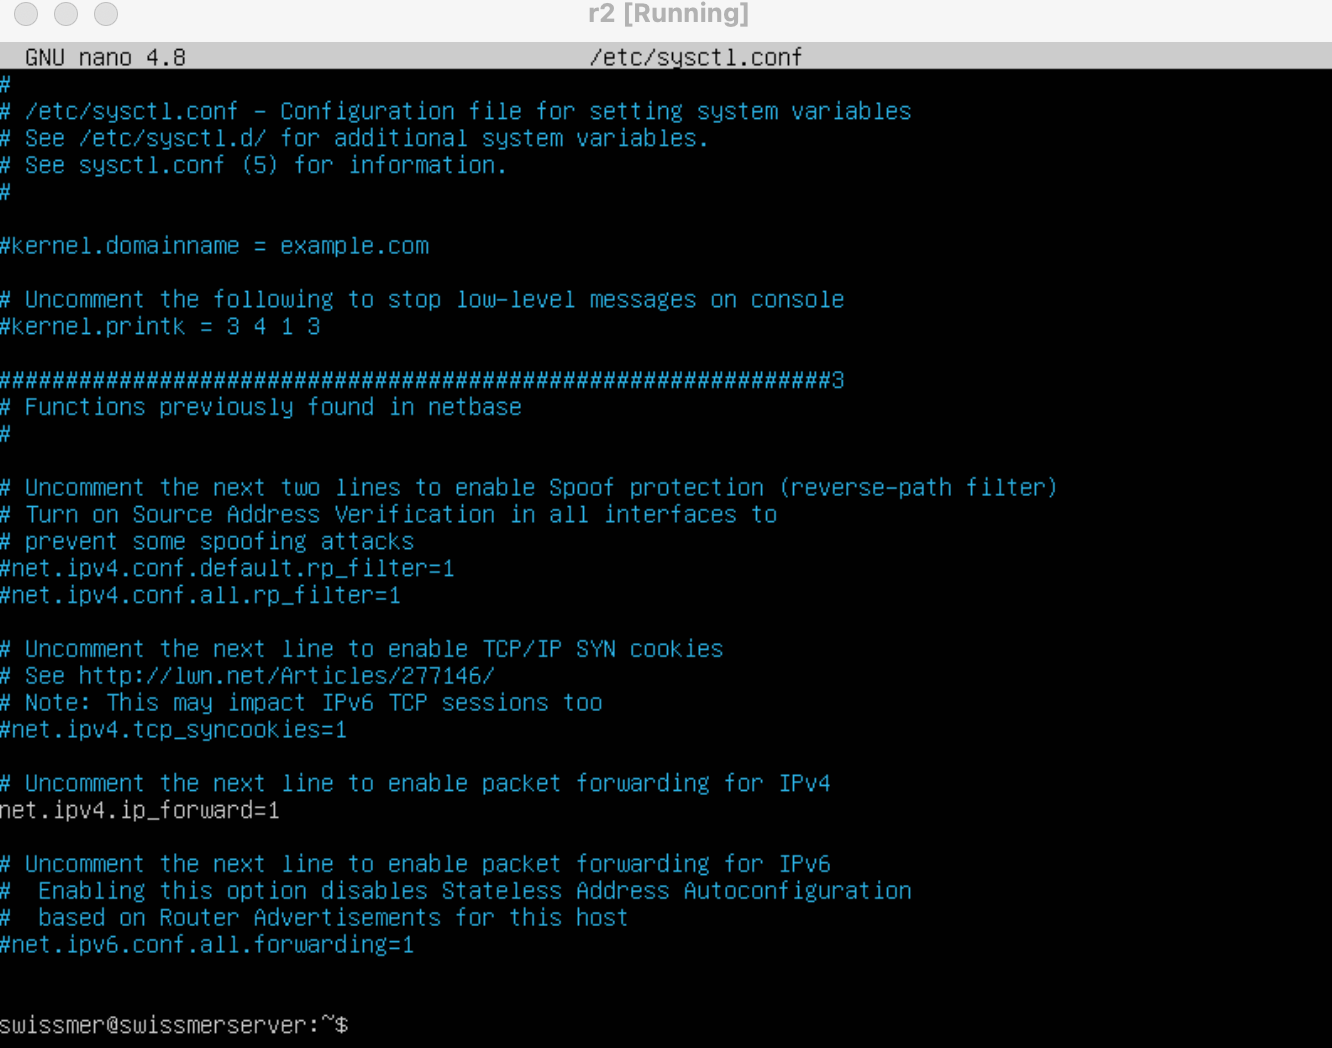 r2 [Running]
GNU nano 4.8 /etc/sysctl.conf
#
# /etc/sysctl.conf - Configuration file for setting system variables
# See /etc/sysctl.d/ for additional system variables.
# See sysctl.conf (5) for information.
#
#kernel.domainname = example.com
# Uncomment the following to stop low-level messages on console
#kernel.printk = 3 4 1 3
##############################################################3
# Functions previously found in netbase
#
# Uncomment the next two lines to enable Spoof protection (reverse-path filter)
# Turn on Source Address Verification in all interfaces to
# prevent some spoofing attacks
#net.ipv4.conf.default.rp_filter=1
#net.ipv4.conf.all.rp_filter=1
# Uncomment the next line to enable TCP/IP SYN cookies
# See http://lwn.net/Articles/277146/
# Note: This may impact IPv6 TCP sessions too
#net.ipv4.tcp_syncookies=1
# Uncomment the next line to enable packet forwarding for IPv4
net.ipv4.ip_forward=1
# Uncomment the next line to enable packet forwarding for IPv6
#  Enabling this option disables Stateless Address Autoconfiguration
#  based on Router Advertisements for this host
#net.ipv6.conf.all.forwarding=1
swissmer@swissmerserver:~$